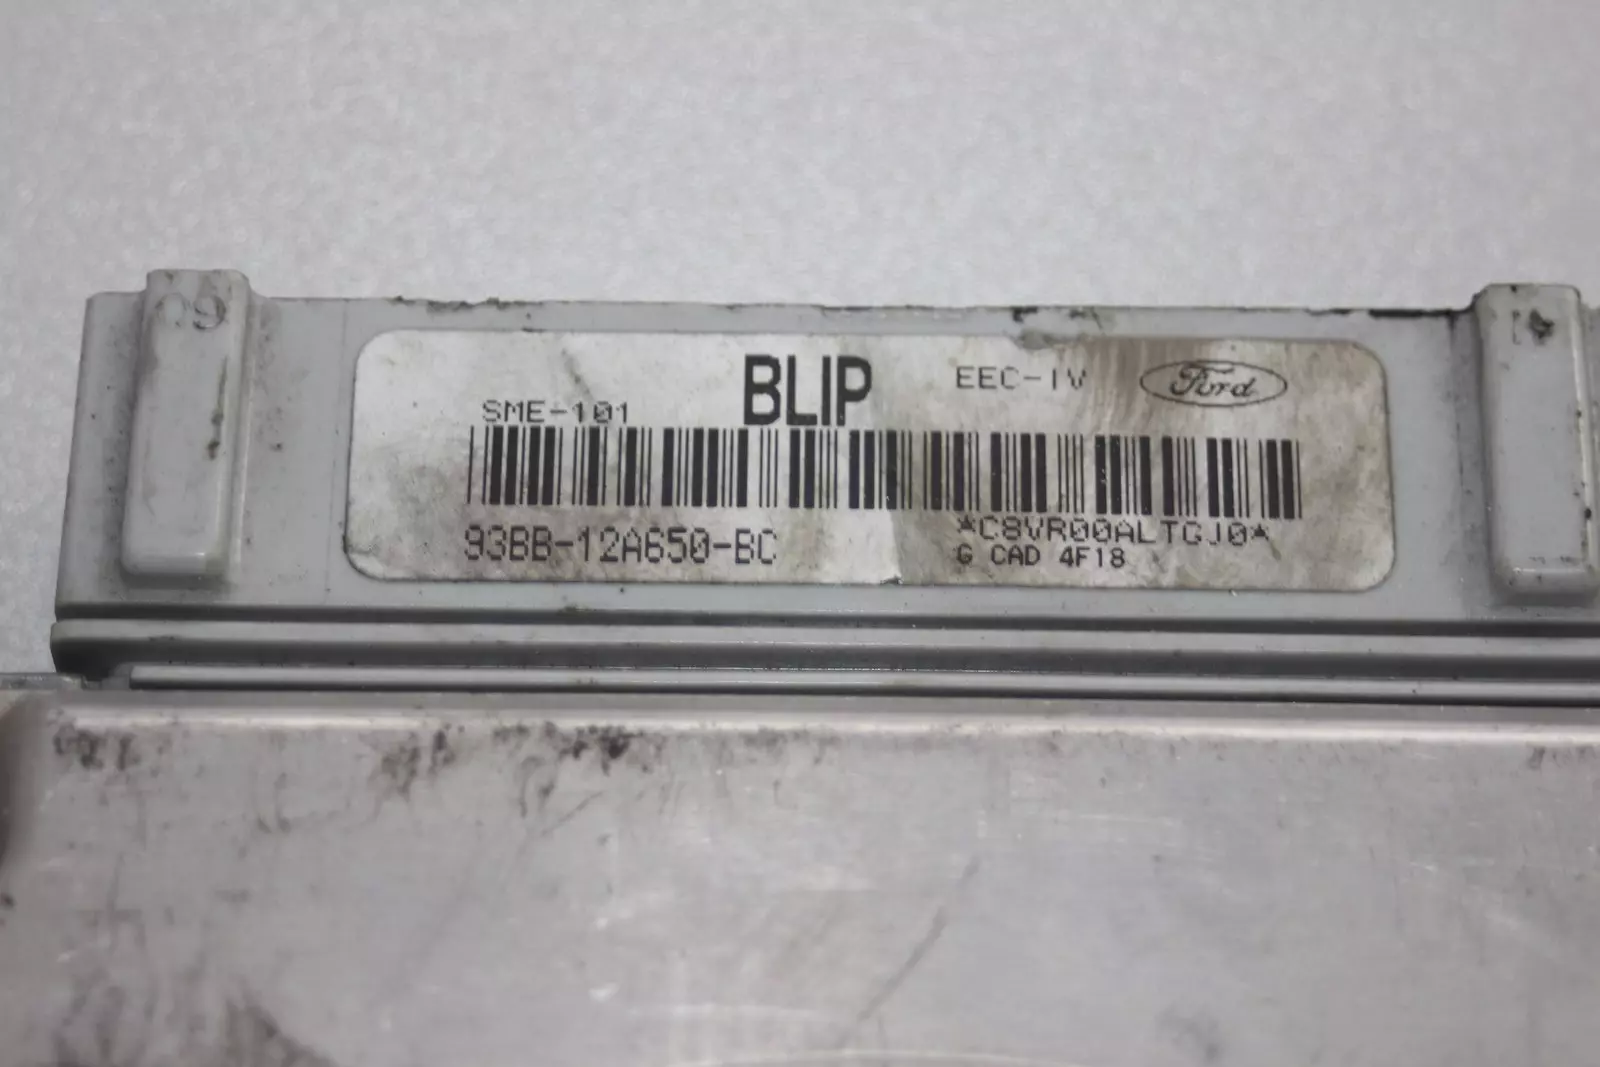 BLIP
EEC-IV
Ford
SME-101
93BB-12A650-BC
*C8VR00ALTGJ0*
G CAD 4F18